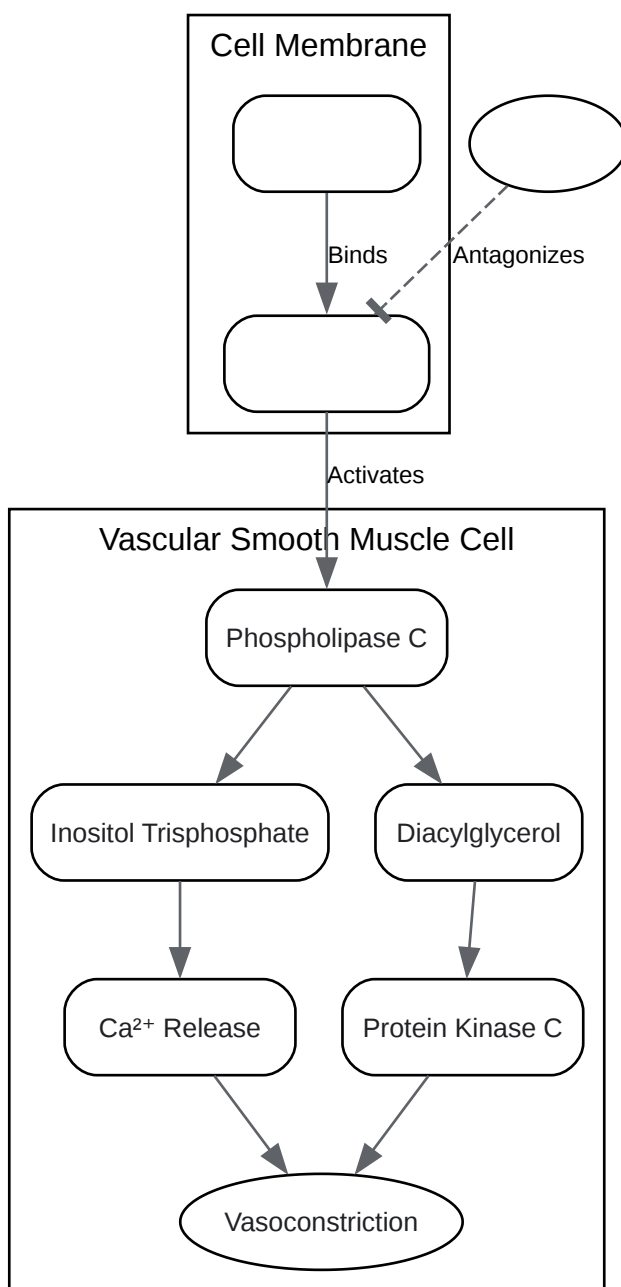 Cell Membrane
Binds
Antagonizes
Activates
Vascular Smooth Muscle Cell
Phospholipase C
Inositol Trisphosphate
Diacylglycerol
Ca²⁺ Release
Protein Kinase C
Vasoconstriction